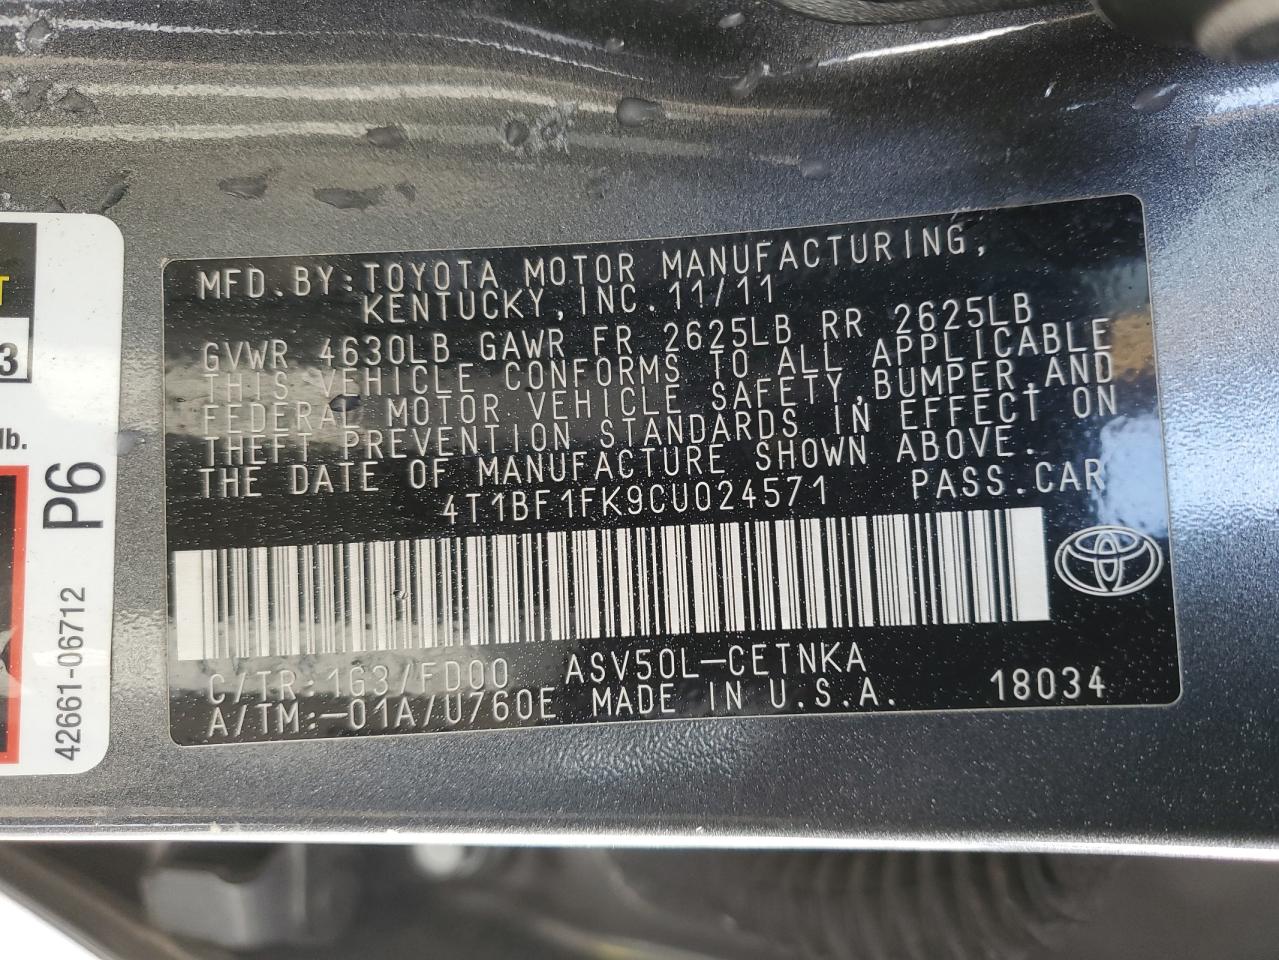 MFD.BY:TOYOTA MOTOR MANUFACTURING,
KENTUCKY,INC.11/11
GVWR 4630LB GAWR FR 2625LB RR 2625LB
THIS VEHICLE CONFORMS TO ALL APPLICABLE
FEDERAL MOTOR VEHICLE SAFETY,BUMPER,AND
THEFT PREVENTION STANDARDS IN EFFECT ON
THE DATE OF MANUFACTURE SHOWN ABOVE.
4T1BF1FK9CU024571 PASS.CAR
C/TR:1G3/FD00 ASV50L-CETNKA
A/TM:-01A/U760E MADE IN U.S.A. 18034
T
3
lb.
P6
42661-06712